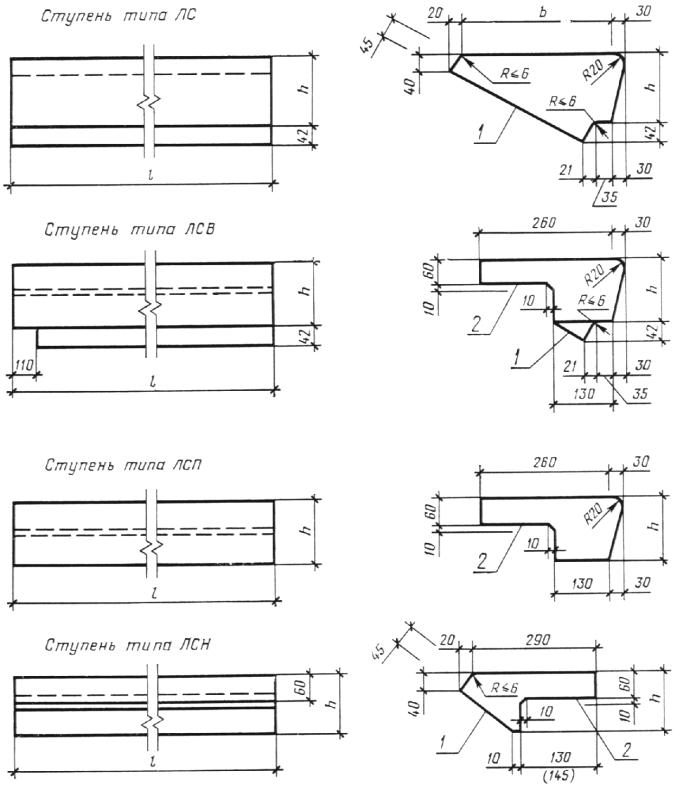 Ступень типа ЛС
20 b 30
45
40
R≤6
R20
h
h
R≤6
1
42
42
21
35
30
l
Ступень типа ЛСВ
260 30
60
10
R20
h
h
10
R≤6
2
42
42
1
110
21
35
30
130
l
Ступень типа ЛСП
260 30
60
10
R20
h
h
10
2
130 30
l
Ступень типа ЛСН
20 290
45
40
R≤6
60
h
60
10
h
10
1
2
10 130
(145)
l